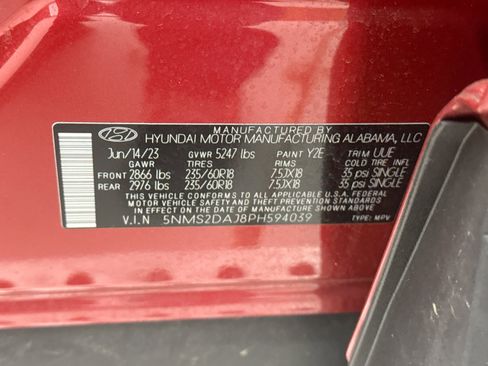 MANUFACTURED BY
HYUNDAI MOTOR MANUFACTURING ALABAMA, LLC
Jun/14/23 GVWR 5247 lbs PAINT Y2E TRIM UUE
GAWR TIRES RIMS COLD TIRE INFL
FRONT 2866 lbs 235/60R18 7.5JX18 35 psi SINGLE
REAR 2976 lbs 235/60R18 7.5JX18 35 psi SINGLE
THIS VEHICLE CONFORMS TO ALL APPLICABLE U.S.A. FEDERAL
MOTOR VEHICLE SAFETY AND THEFT PREVENTION STANDARDS
IN EFFECT ON THE DATE OF MANUFACTURE SHOWN ABOVE.
V.I.N 5NMS2DAJ8PH594039 TYPE: MPV